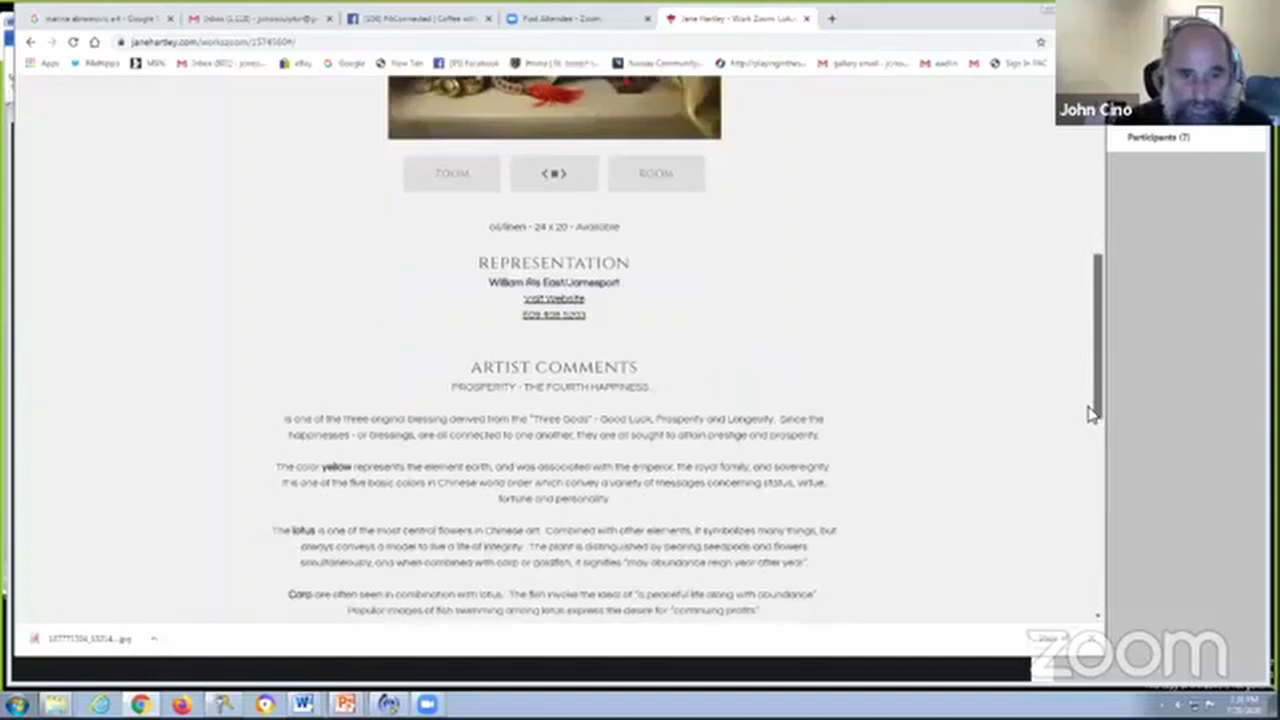 Inbox
janehartley.com/workszoom/1574560#/
Apps
MSN
eBay
Google
New Tab
John Cino
Participants (7)
ZOOM
< ■ >
ROOM
oil/linen - 24 x 20 - Available
REPRESENTATION
William Ris East/Jamesport
Visit Website
ARTIST COMMENTS
PROSPERITY - THE FOURTH HAPPINESS...
is one of the three original blessing derived from the "Three Gods" - Good Luck, Prosperity and Longevity. Since the
happinesses - or blessings, are all connected to one another, they are all sought to attain prestige and prosperity.
The color yellow represents the element earth, and was associated with the emperor, the royal family, and sovereignty.
It is one of the five basic colors in Chinese world order which convey a variety of messages concerning status, virtue,
fortune and personality.
The lotus is one of the most central flowers in Chinese art. Combined with other elements, it symbolizes many things, but
always conveys a model to live a life of integrity. The plant is distinguished by bearing seedpods and flowers
simultaneously, and when combined with carp or goldfish, it signifies "may abundance reign year after year".
Carp are often seen in combination with lotus. The fish invoke the ideal of "a peaceful life along with abundance".
Popular images of fish swimming among lotus express the desire for "continuing profits".
zoom